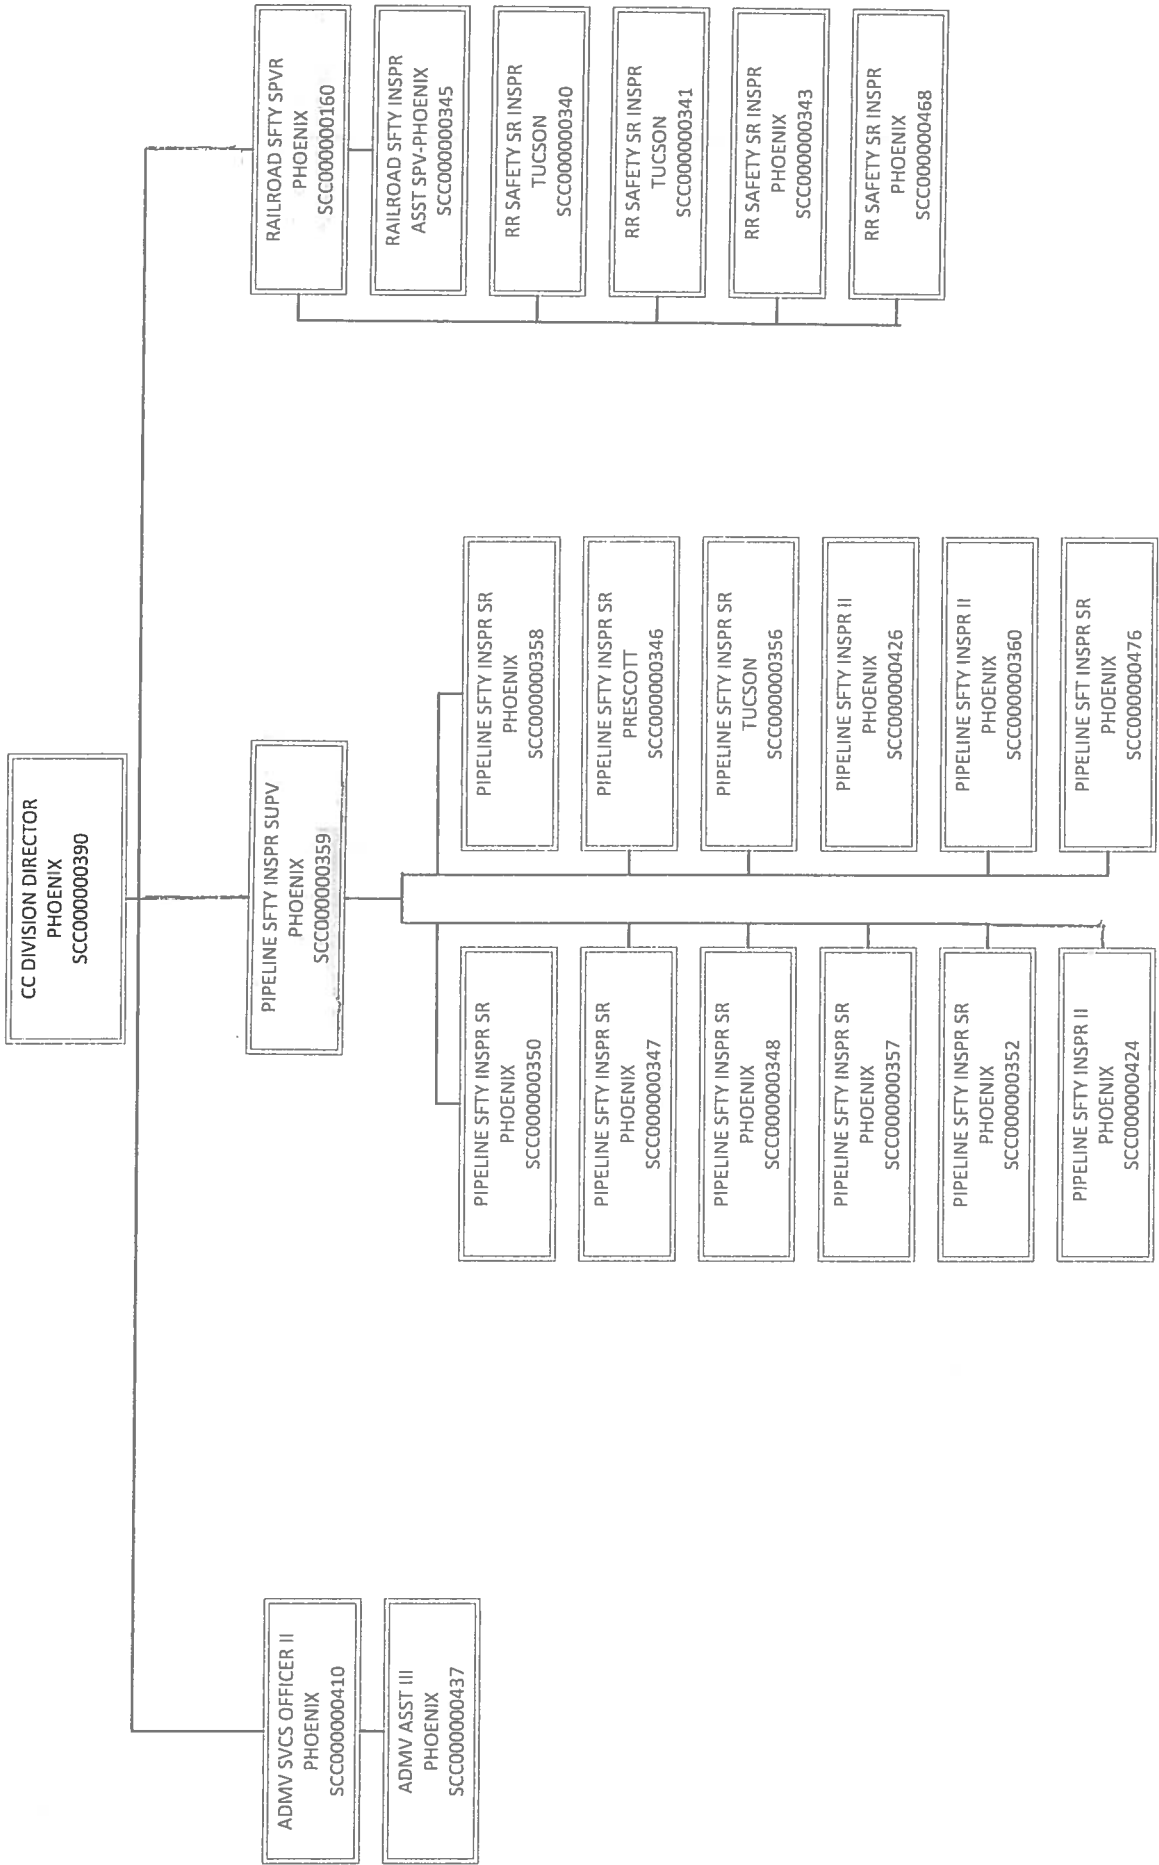 CC DIVISION DIRECTOR
PHOENIX
SCC000000390
ADMV SVCS OFFICER II
PHOENIX
SCC000000410
ADMV ASST III
PHOENIX
SCC000000437
PIPELINE SFTY INSPR SUPV
PHOENIX
SCC000000359
PIPELINE SFTY INSPR SR
PHOENIX
SCC000000350
PIPELINE SFTY INSPR SR
PHOENIX
SCC000000347
PIPELINE SFTY INSPR SR
PHOENIX
SCC000000348
PIPELINE SFTY INSPR SR
PHOENIX
SCC000000357
PIPELINE SFTY INSPR SR
PHOENIX
SCC000000352
PIPELINE SFTY INSPR II
PHOENIX
SCC000000424
PIPELINE SFTY INSPR SR
PHOENIX
SCC000000358
PIPELINE SFTY INSPR SR
PRESCOTT
SCC000000346
PIPELINE SFTY INSPR SR
TUCSON
SCC000000356
PIPELINE SFTY INSPR II
PHOENIX
SCC000000426
PIPELINE SFTY INSPR II
PHOENIX
SCC000000360
PIPELINE SFT INSPR SR
PHOENIX
SCC000000476
RAILROAD SFTY SPVR
PHOENIX
SCC000000160
RAILROAD SFTY INSPR
ASST SPV-PHOENIX
SCC000000345
RR SAFETY SR INSPR
TUCSON
SCC000000340
RR SAFETY SR INSPR
TUCSON
SCC000000341
RR SAFETY SR INSPR
PHOENIX
SCC000000343
RR SAFETY SR INSPR
PHOENIX
SCC000000468